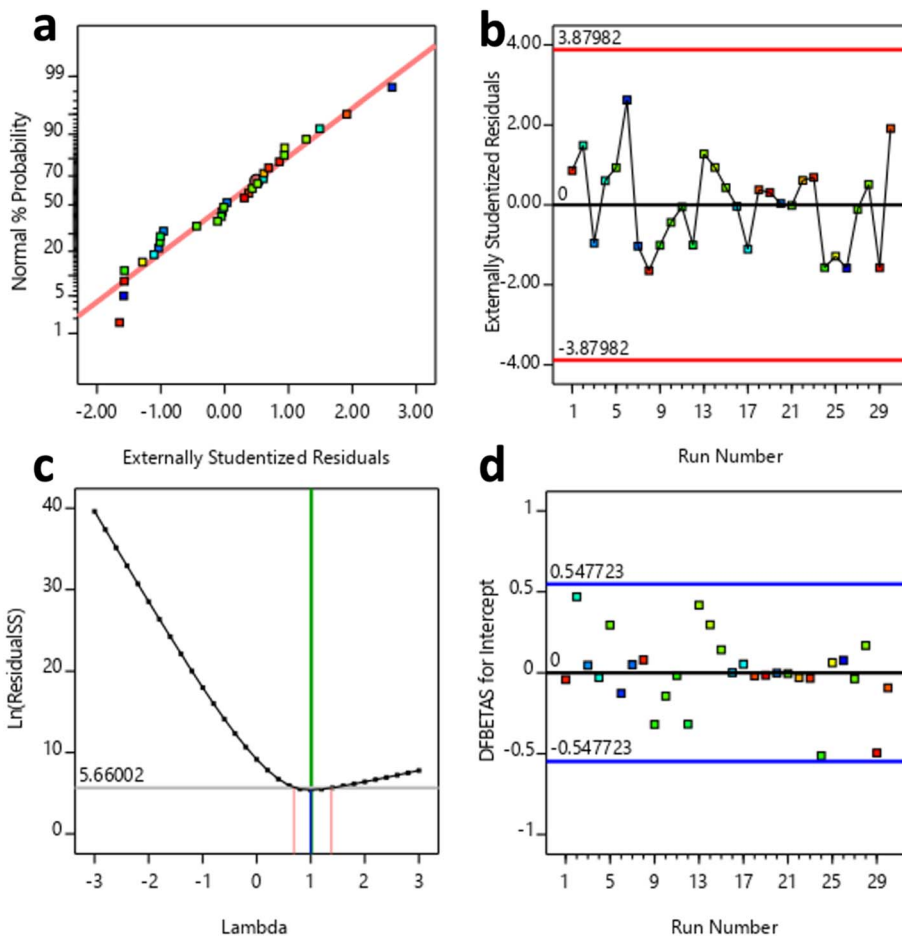 a
Normal % Probability
99
90
70
50
20
5
1
-2.00 -1.00 0.00 1.00 2.00 3.00
Externally Studentized Residuals
b
Externally Studentized Residuals
4.00
2.00
0.00
-2.00
-4.00
3.87982
0
-3.87982
1 5 9 13 17 21 25 29
Run Number
c
Ln(ResidualSS)
40
30
20
10
0
5.66002
-3 -2 -1 0 1 2 3
Lambda
d
DFBETAS for Intercept
1
0.5
0
-0.5
-1
0.547723
0
-0.547723
1 5 9 13 17 21 25 29
Run Number